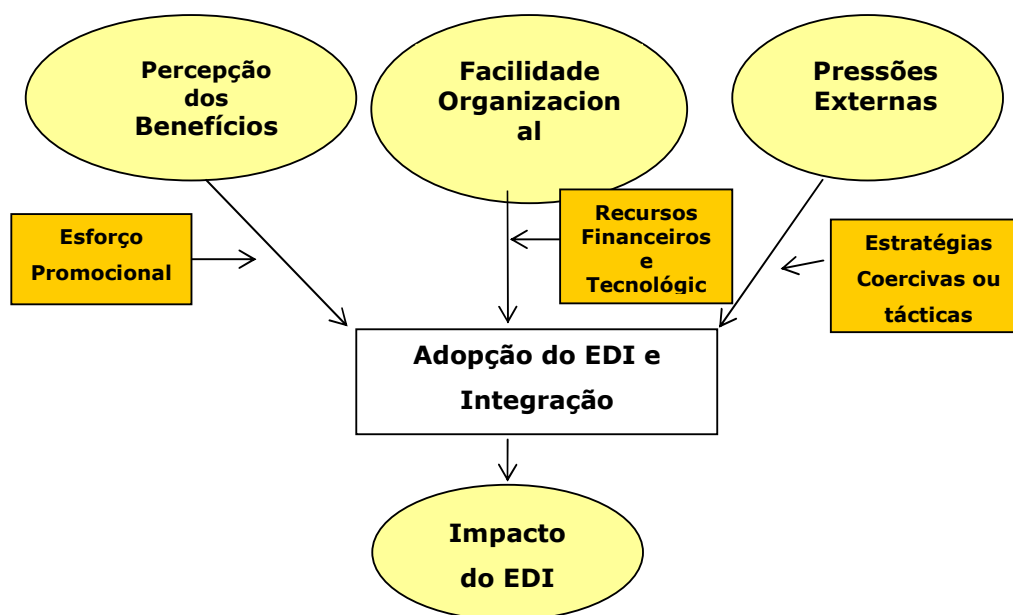 Percepção
dos
Benefícios
Facilidade
Organizacion
al
Pressões
Externas
Esforço
Promocional
Recursos
Financeiros
e
Tecnológic
Estratégias
Coercivas ou
tácticas
Adopção do EDI e
Integração
Impacto
do EDI